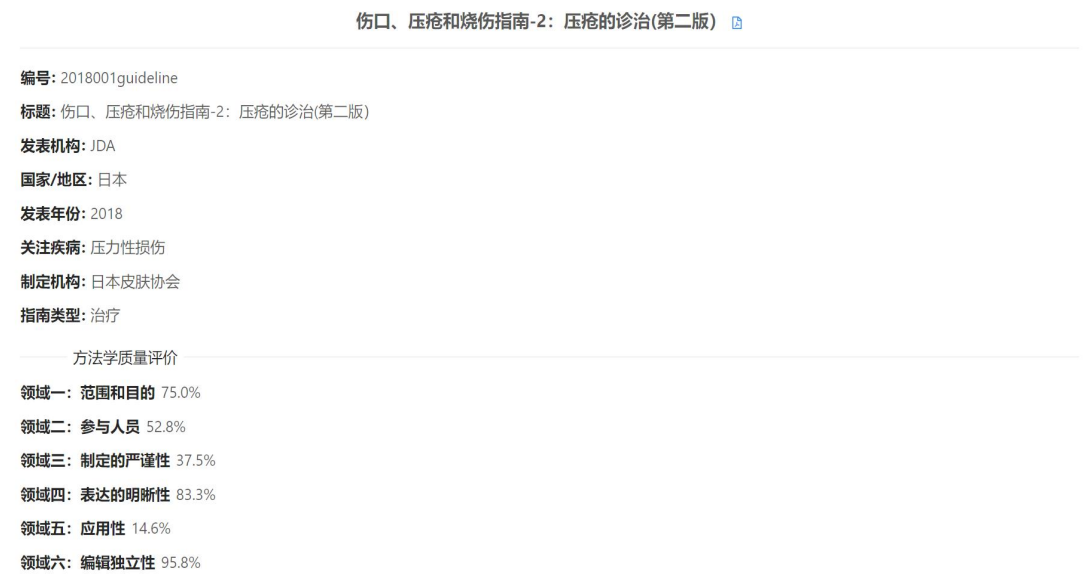 伤口、压疮和烧伤指南-2：压疮的诊治(第二版)
编号: 2018001guideline
标题: 伤口、压疮和烧伤指南-2：压疮的诊治(第二版)
发表机构: JDA
国家/地区: 日本
发表年份: 2018
关注疾病: 压力性损伤
制定机构: 日本皮肤协会
指南类型: 治疗
方法学质量评价
领域一：范围和目的 75.0%
领域二：参与人员 52.8%
领域三：制定的严谨性 37.5%
领域四：表达的明晰性 83.3%
领域五：应用性 14.6%
领域六：编辑独立性 95.8%